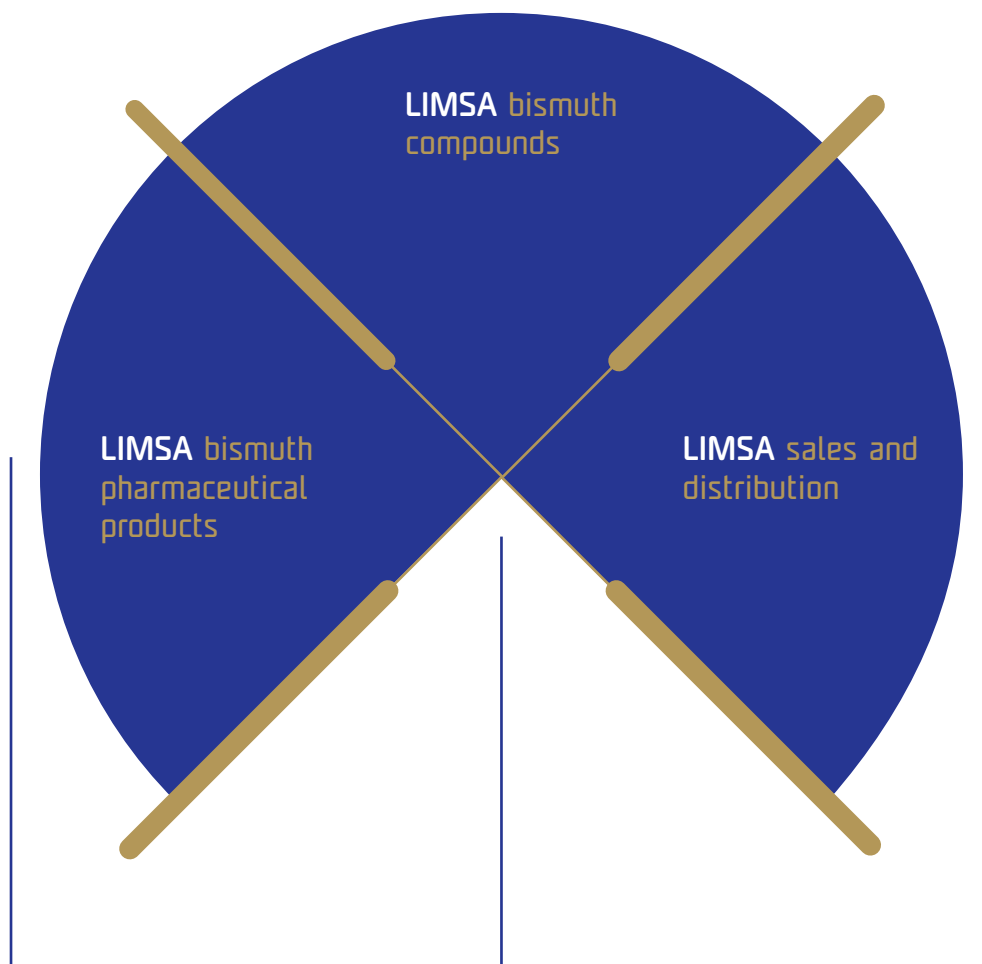 LIMSA bismuth
compounds
LIMSA bismuth
pharmaceutical
products
LIMSA sales and
distribution